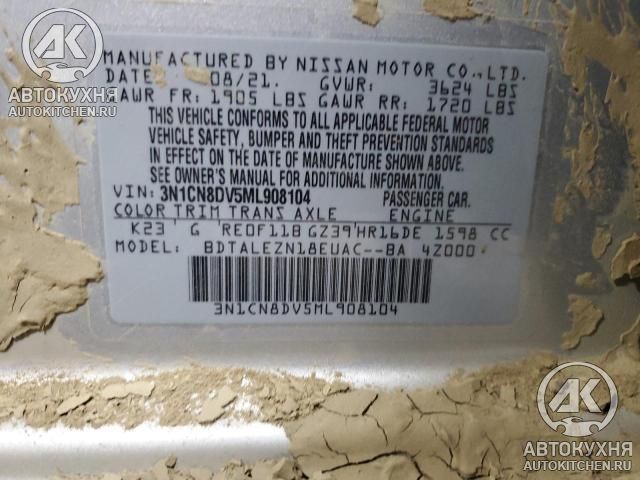 MANUFACTURED BY NISSAN MOTOR CO., LTD.
DATE 08/21. GVWR: 3624 LBS
GAWR FR: 1905 LBS GAWR RR: 1720 LBS
THIS VEHICLE CONFORMS TO ALL APPLICABLE FEDERAL MOTOR
VEHICLE SAFETY, BUMPER AND THEFT PREVENTION STANDARDS
IN EFFECT ON THE DATE OF MANUFACTURE SHOWN ABOVE.
SEE OWNER'S MANUAL FOR ADDITIONAL INFORMATION.
VIN: 3N1CN8DV5ML908104 PASSENGER CAR.
COLOR TRIM TRANS AXLE ENGINE
K23 G RE0F11B GZ39 HR16DE 1598 CC
MODEL: BDTALEZN18EUAC--BA 4Z000
3N1CN8DV5ML908104
АК
АВТОКУХНЯ
AUTOKITCHEN.RU
АК
АВТОКУХНЯ
AUTOKITCHEN.RU